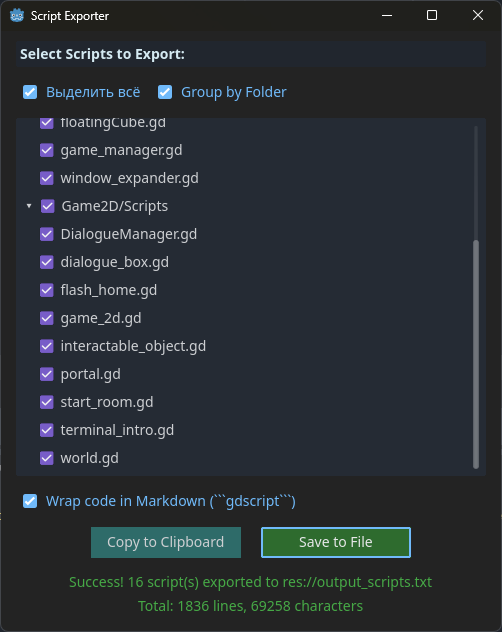 Script Exporter
Select Scripts to Export:
Выделить всё Group by Folder
floatingCube.gd
game_manager.gd
window_expander.gd
Game2D/Scripts
DialogueManager.gd
dialogue_box.gd
flash_home.gd
game_2d.gd
interactable_object.gd
portal.gd
start_room.gd
terminal_intro.gd
world.gd
Wrap code in Markdown (```gdscript```)
Copy to Clipboard Save to File
Success! 16 script(s) exported to res://output_scripts.txt
Total: 1836 lines, 69258 characters